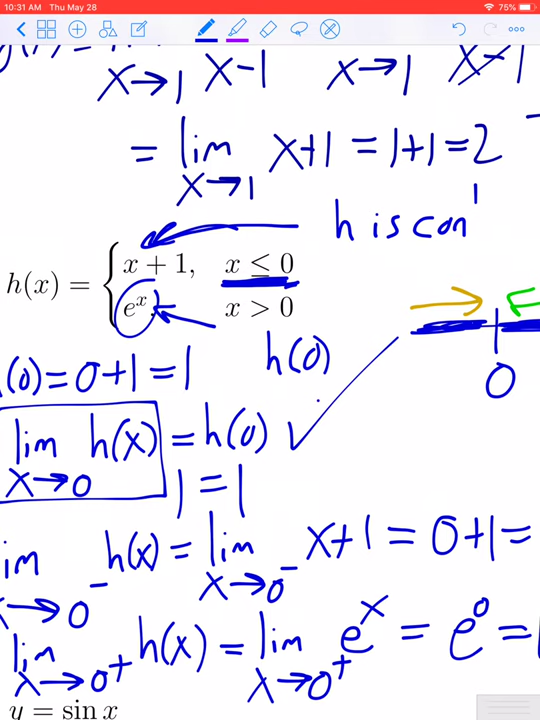 10:31 AM Thu May 28 75%
x→1 x-1 x→1 x-1
= lim x+1 = 1+1 = 2
x→1
h is con
h(x) = { x + 1, x ≤ 0
e^x, x > 0
h(0)
0
(0) = 0+1 = 1
lim h(x) = h(0) ✓
x→0
1 = 1
im h(x) = lim x+1 = 0+1 =
x→0⁻ x→0⁻
lim h(x) = lim e^x = e^0 =
x→0⁺ x→0⁺
y = sin x